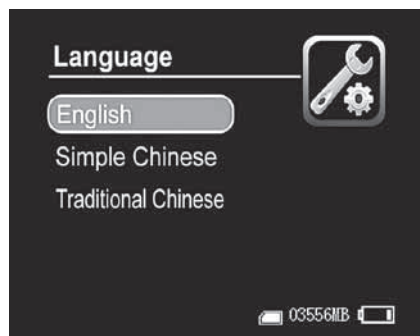 Language
English
Simple Chinese
Traditional Chinese
03556MB